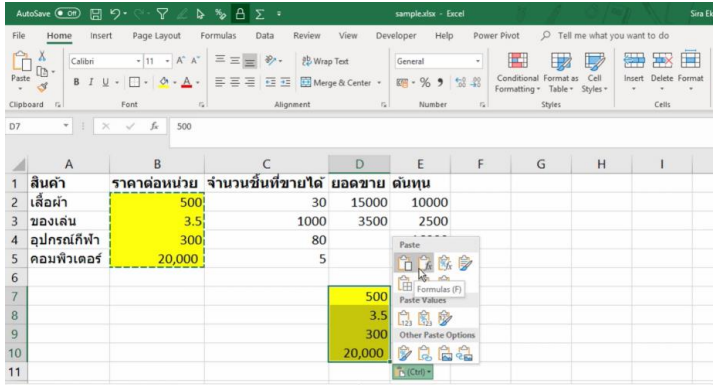 AutoSave Off sample.xlsx - Excel Sira Ek
File Home Insert Page Layout Formulas Data Review View Developer Help Power Pivot Tell me what you want to do
Paste Calibri 11 A A Wrap Text General Conditional Formatting Format as Table Cell Styles Insert Delete Format
B I U A Merge & Center % 9
Clipboard Font Alignment Number Styles Cells
D7 fx 500
A B C D E F G H I
1 สินค้า ราคาต่อหน่วย จำนวนชิ้นที่ขายได้ ยอดขาย ต้นทุน
2 เสื้อผ้า 500 30 15000 10000
3 ของเล่น 3.5 1000 3500 2500
4 อุปกรณ์กีฬา 300 80
5 คอมพิวเตอร์ 20,000 5
6
7 500
8 3.5
9 300
10 20,000
11
Paste
Formulas (F)
Paste Values
Other Paste Options
(Ctrl)